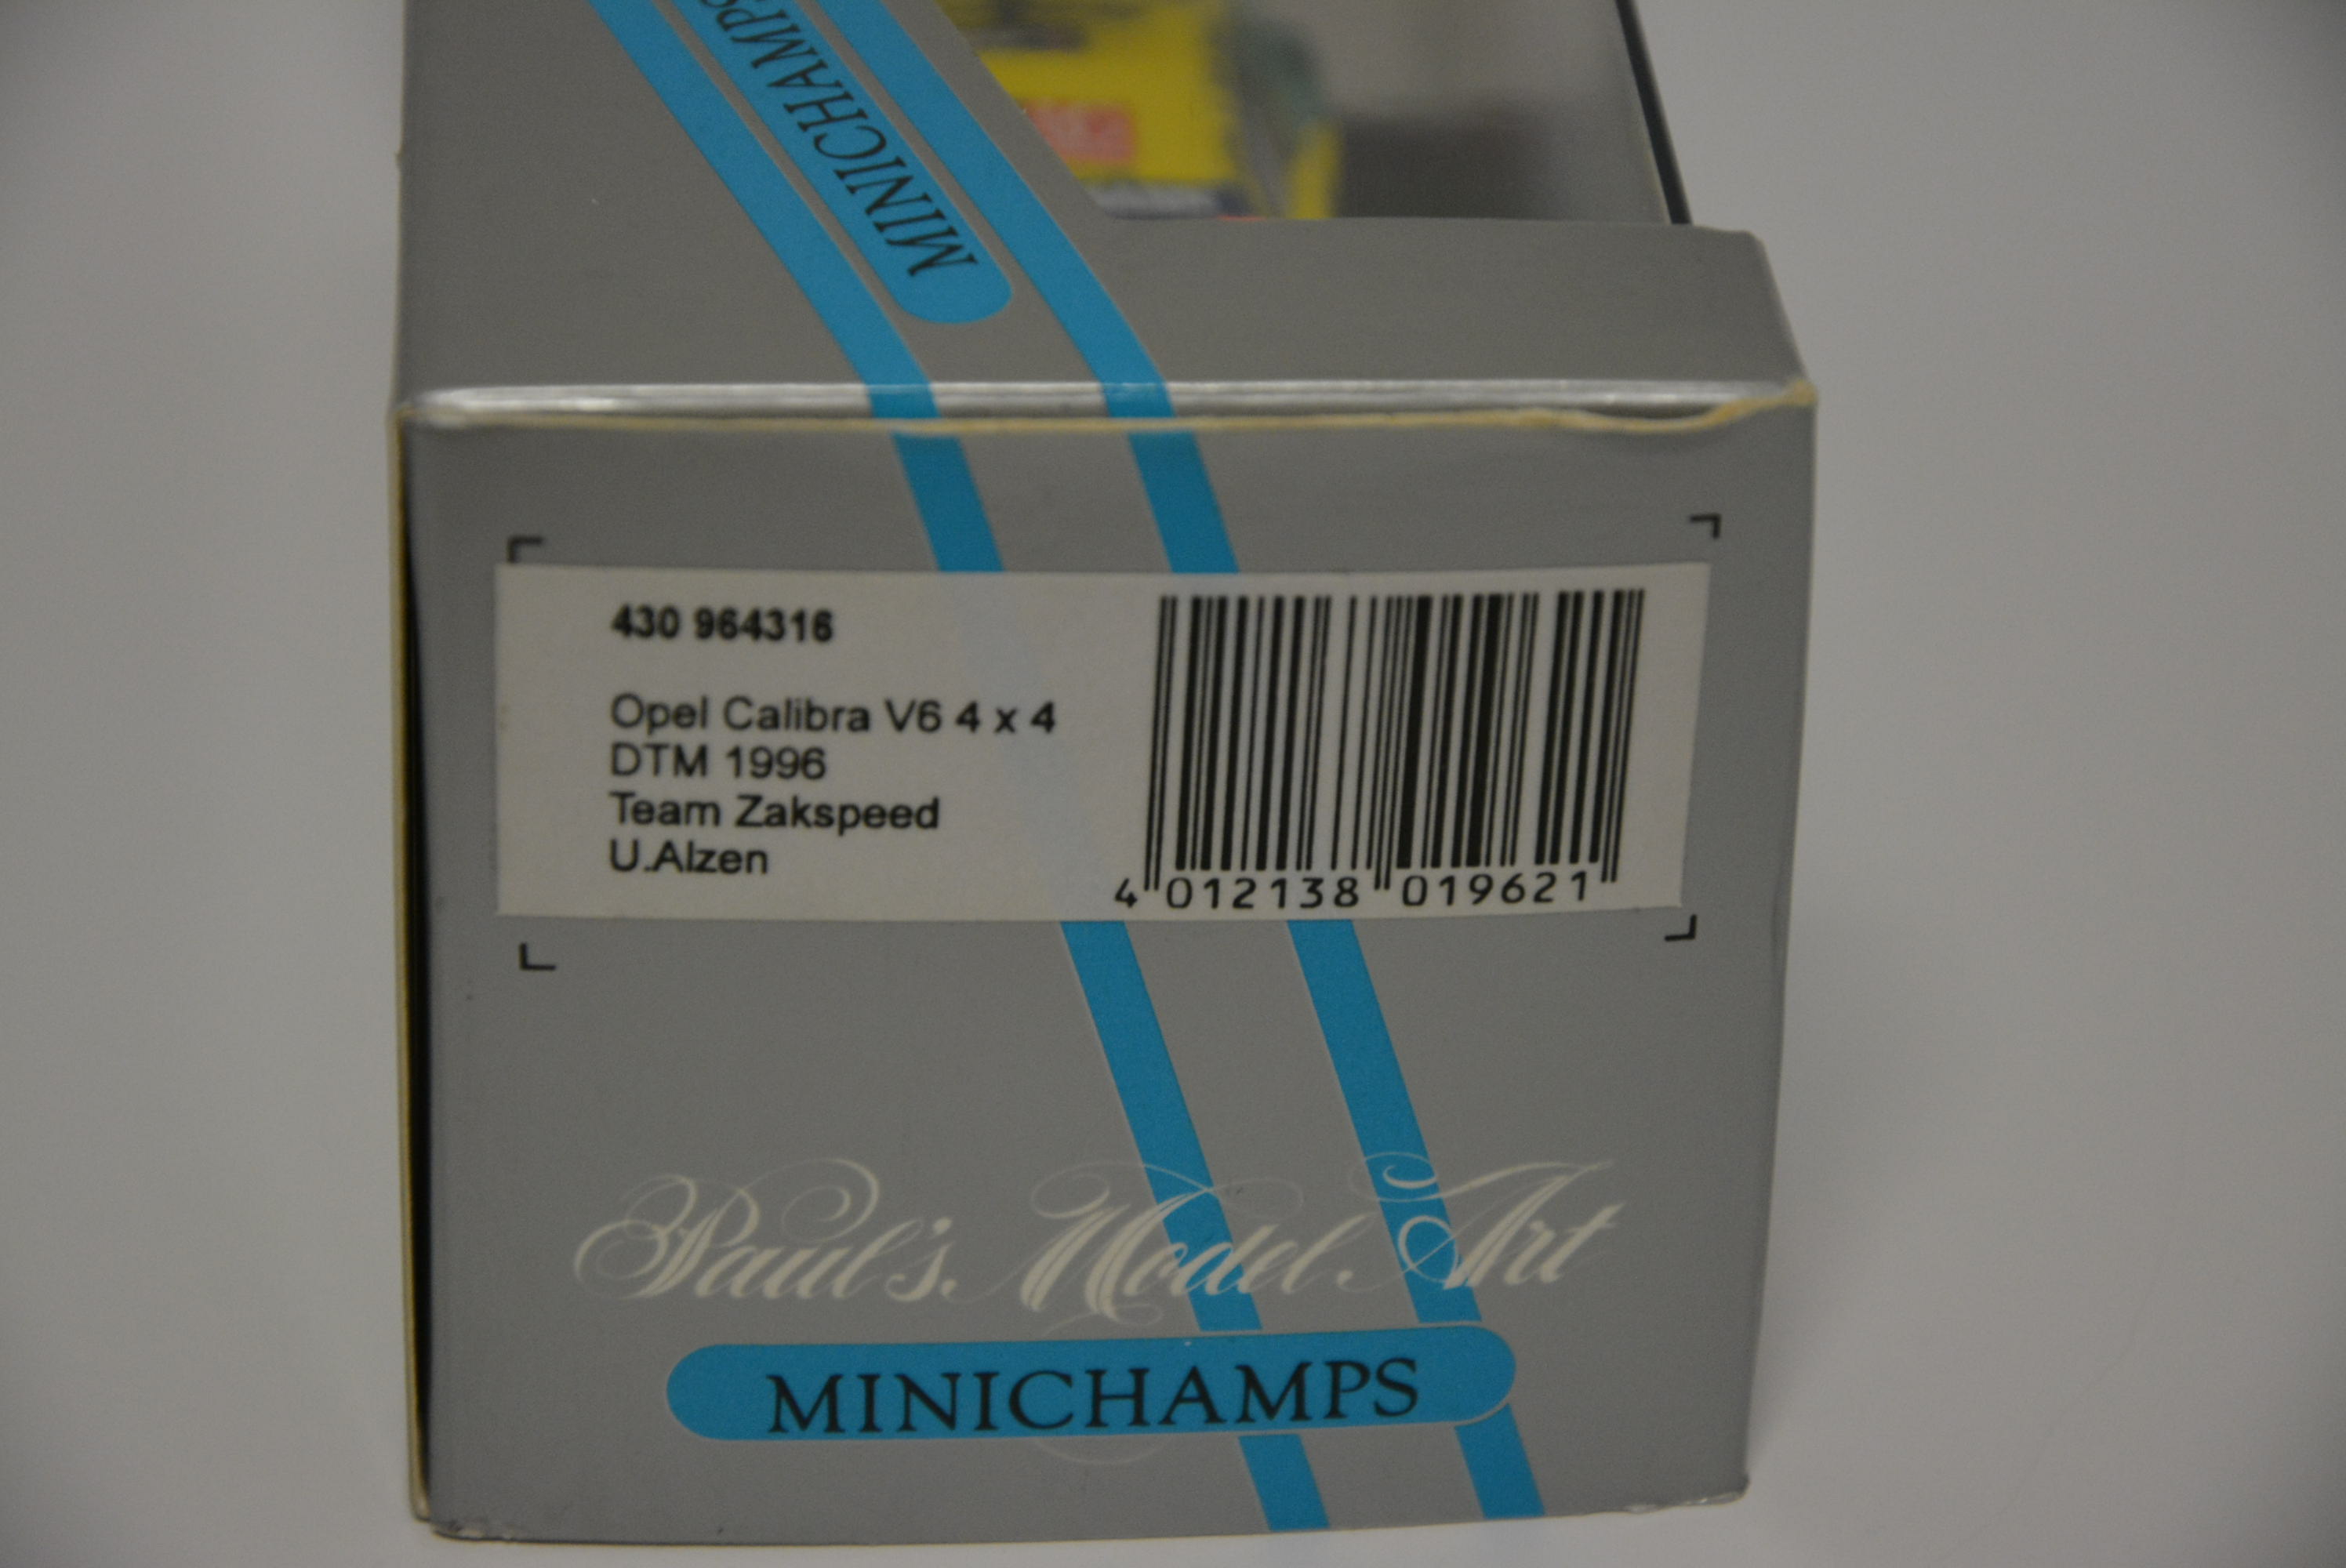 MINICHAMPS
430 964316
Opel Calibra V6 4 x 4
DTM 1996
Team Zakspeed
U.Alzen
4 012138 019621
Paul's Model Art
MINICHAMPS